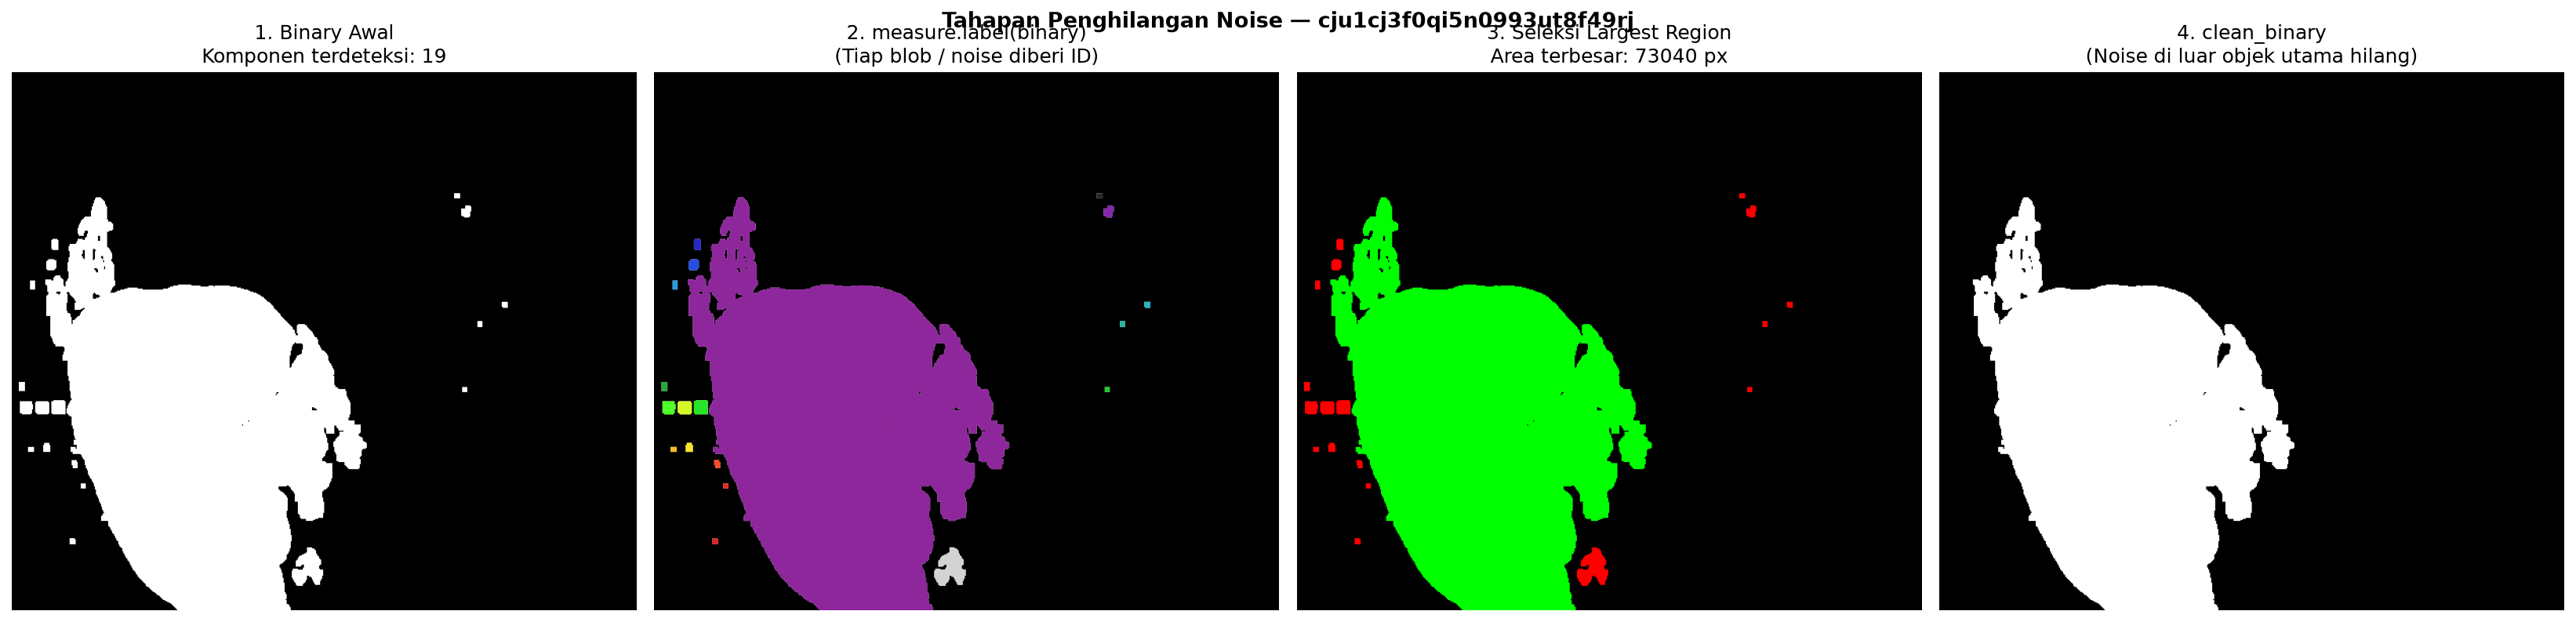 Tahapan Penghilangan Noise — cju1cj3f0qi5n0993ut8f49rj
1. Binary Awal
Komponen terdeteksi: 19
2. measure.label(binary)
(Tiap blob / noise diberi ID)
3. Seleksi Largest Region
Area terbesar: 73040 px
4. clean_binary
(Noise di luar objek utama hilang)